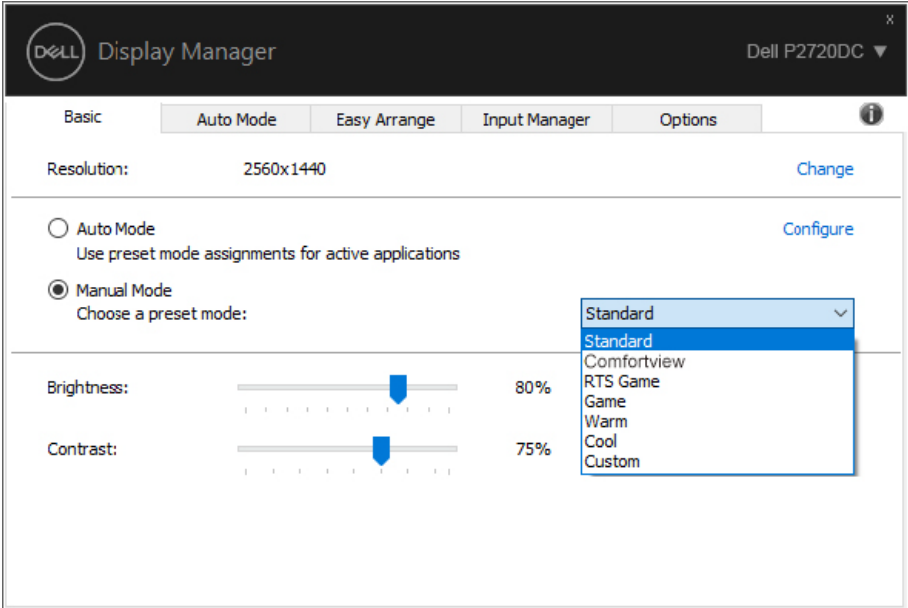 x
DELL Display Manager
Dell P2720DC ▼
Basic Auto Mode Easy Arrange Input Manager Options
Resolution: 2560x1440 Change
Auto Mode Configure
Use preset mode assignments for active applications
Manual Mode
Choose a preset mode: Standard
Standard
Comfortview
RTS Game
Game
Warm
Cool
Custom
Brightness: 80%
Contrast: 75%